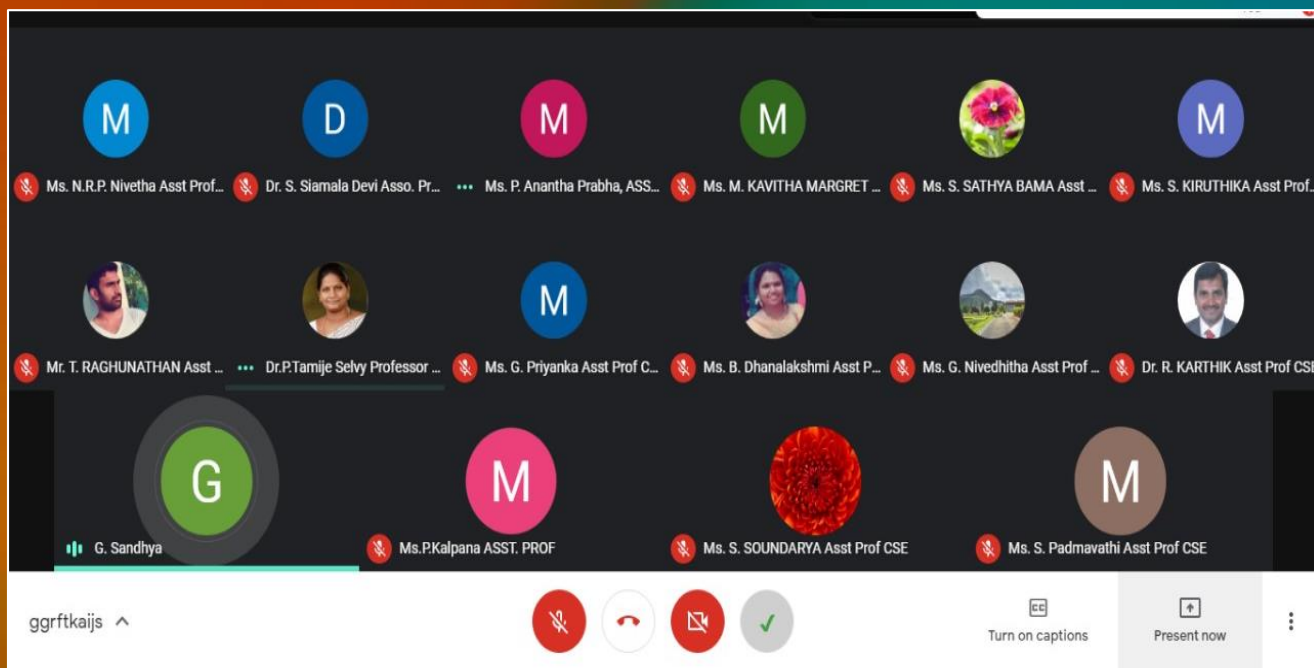 M D M M M
Ms. N.R.P. Nivetha Asst Prof... Dr. S. Siamala Devi Asso. Pr... Ms. P. Anantha Prabha, ASS... Ms. M. KAVITHA MARGRET ... Ms. S. SATHYA BAMA Asst ... Ms. S. KIRUTHIKA Asst Prof...
M
Mr. T. RAGHUNATHAN Asst ... Dr.P.Tamije Selvy Professor ... Ms. G. Priyanka Asst Prof C... Ms. B. Dhanalakshmi Asst P... Ms. G. Nivedhitha Asst Prof ... Dr. R. KARTHIK Asst Prof CSE
G M M
G. Sandhya Ms.P.Kalpana ASST. PROF Ms. S. SOUNDARYA Asst Prof CSE Ms. S. Padmavathi Asst Prof CSE
ggrftkaijs CC
Turn on captions Present now